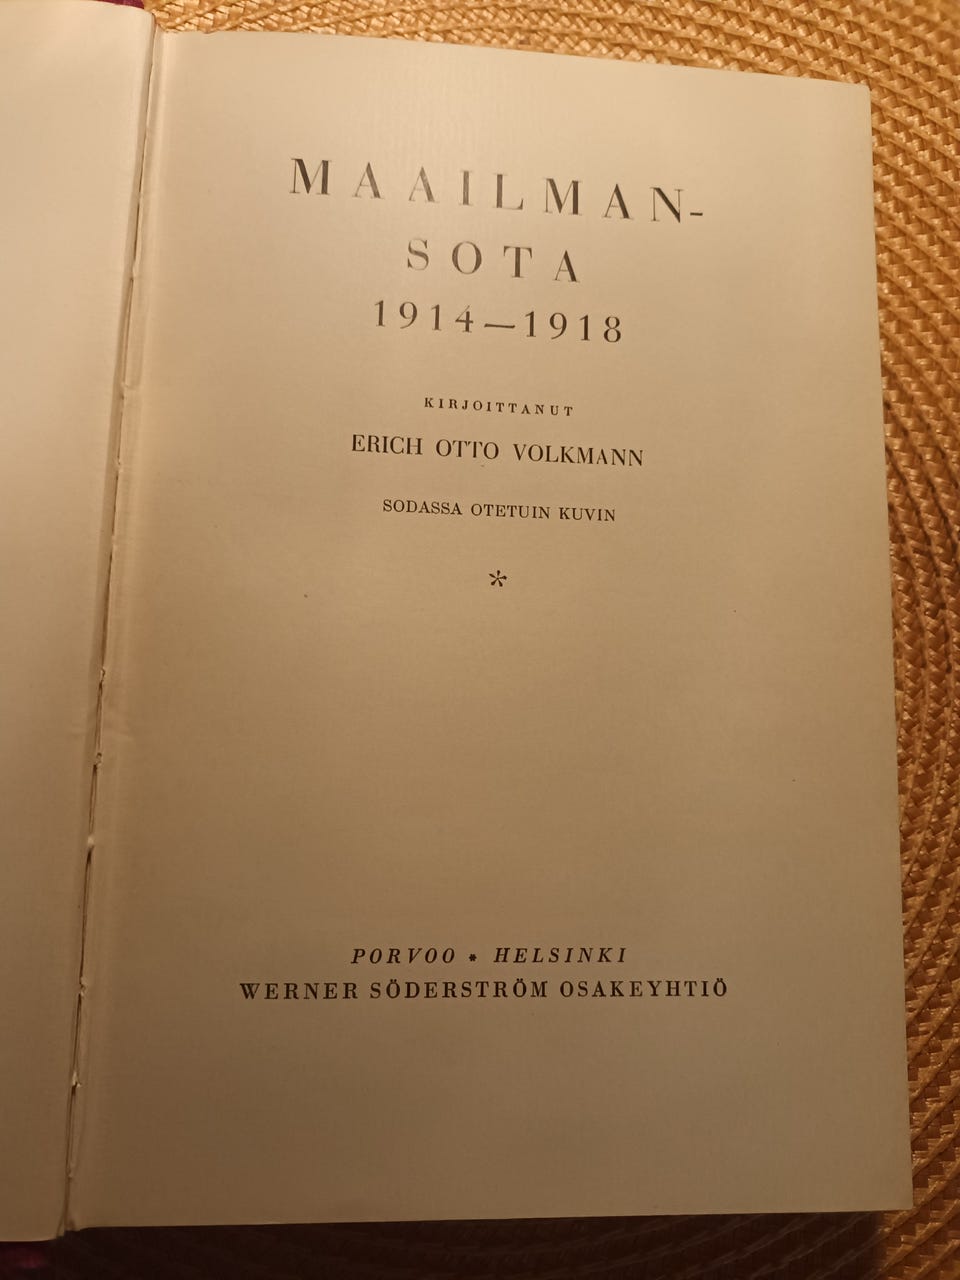 MAAILMAN-
SOTA
1914—1918
KIRJOITTANUT
ERICH OTTO VOLKMANN
SODASSA OTETUIN KUVIN
*
PORVOO * HELSINKI
WERNER SÖDERSTRÖM OSAKEYHTIÖ